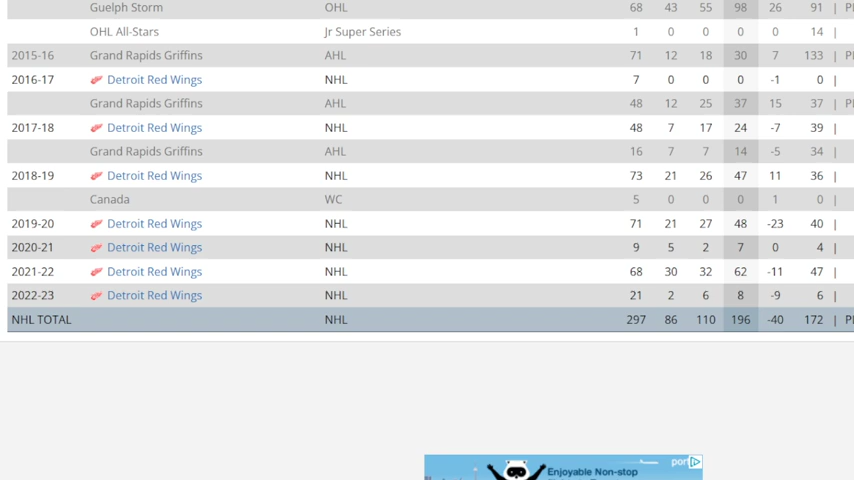 Guelph Storm OHL 68 43 55 98 26 91 |
OHL All-Stars Jr Super Series 1 0 0 0 0 14 |
2015-16 Grand Rapids Griffins AHL 71 12 18 30 7 133 |
2016-17 Detroit Red Wings NHL 7 0 0 0 -1 0 |
Grand Rapids Griffins AHL 48 12 25 37 15 37 |
2017-18 Detroit Red Wings NHL 48 7 17 24 -7 39 |
Grand Rapids Griffins AHL 16 7 7 14 -5 34 |
2018-19 Detroit Red Wings NHL 73 21 26 47 11 36 |
Canada WC 5 0 0 0 1 0 |
2019-20 Detroit Red Wings NHL 71 21 27 48 -23 40 |
2020-21 Detroit Red Wings NHL 9 5 2 7 0 4 |
2021-22 Detroit Red Wings NHL 68 30 32 62 -11 47 |
2022-23 Detroit Red Wings NHL 21 2 6 8 -9 6 |
NHL TOTAL NHL 297 86 110 196 -40 172 |
porter
Enjoyable Non-stop